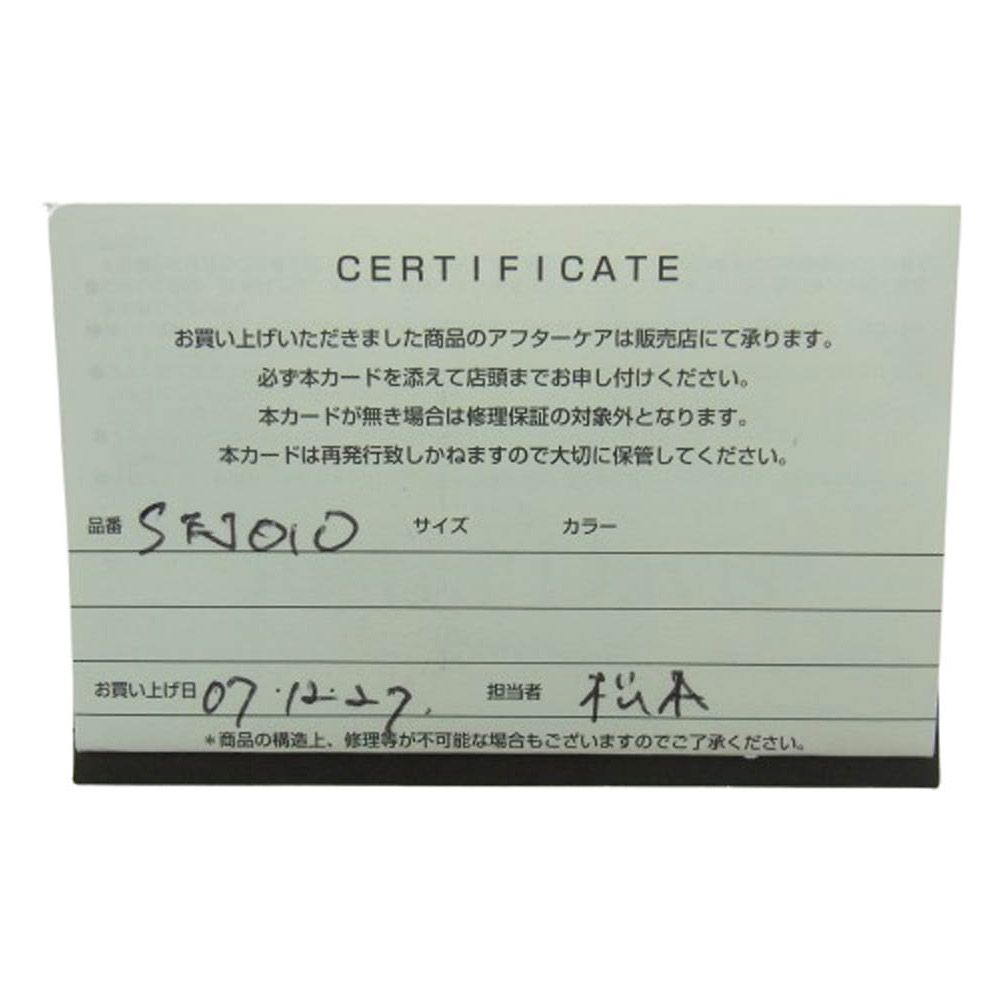 CERTIFICATE
お買い上げいただきました商品のアフターケアは販売店にて承ります。
必ず本カードを添えて店頭までお申し付けください。
本カードが無き場合は修理保証の対象外となります。
本カードは再発行致しかねますので大切に保管してください。
品番 SEJ010 サイズ カラー
お買い上げ日 07.12.27. 担当者 松本
*商品の構造上、修理等が不可能な場合もございますのでご了承ください。